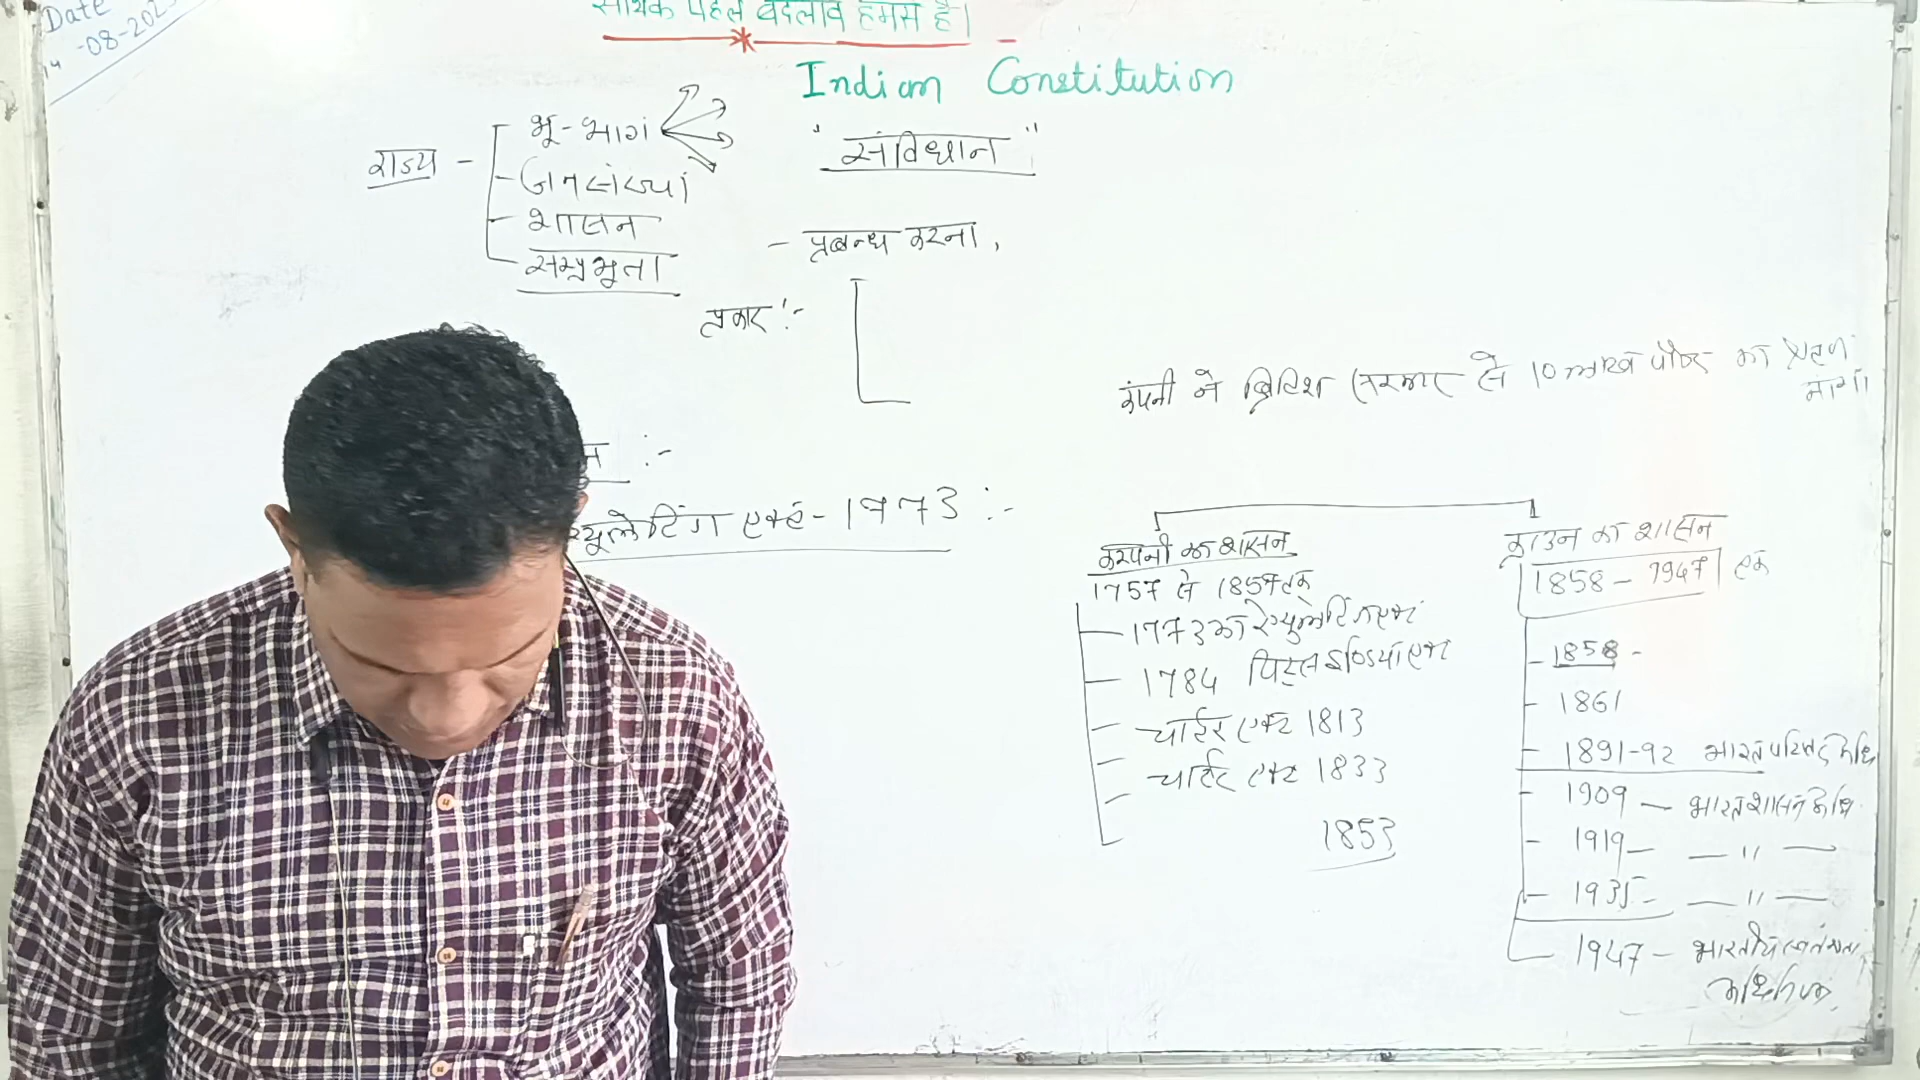 Date
-08-202
सार्थक पहल बदलाव हमसे है।
Indian Constitution
"संविधान"
राज्य -
भू-भाग
जनसंख्या
शासन
सम्प्रभुता
- प्रबन्ध करना,
प्रकार :-
कंपनी ने ब्रिटिश सरकार से 10 लाख पौण्ड का ऋण
मांगा
न :-
ग्यूलेटिंग एक्ट - 1773 :-
कम्पनी का शासन
1757 से 1857 तक
1773 का रेग्युलेटिंग एक्ट
1784 पिट्स इण्डिया एक्ट
चार्टर एक्ट 1813
चार्टर एक्ट 1833
1853
क्राउन का शासन
1858 - 1947 तक
- 1858 -
- 1861
- 1891-92 भारत परिषद अधि
- 1909 - भारत शासन अधि
- 1919 - — " —
- 1935 - — " —
1947 - भारतीय स्वतंत्रता
अधिनियम